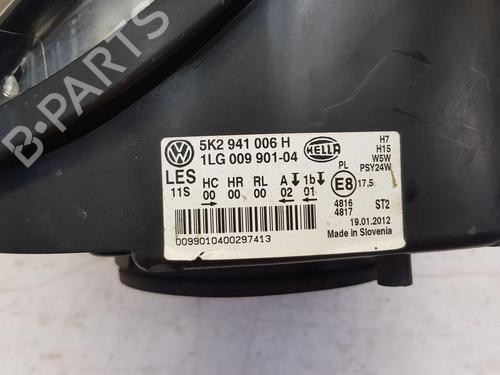 B-PARTS
5K2 941 006 H
1LG 009 901-04
HELLA
H7
H15
W5W
PSY24W
PL
LES
11S
HC HR RL A 1b
00 00 00 02 01
E8 17,5
4816
4817
ST2
19.01.2012
Made in Slovenia
0099010400297413